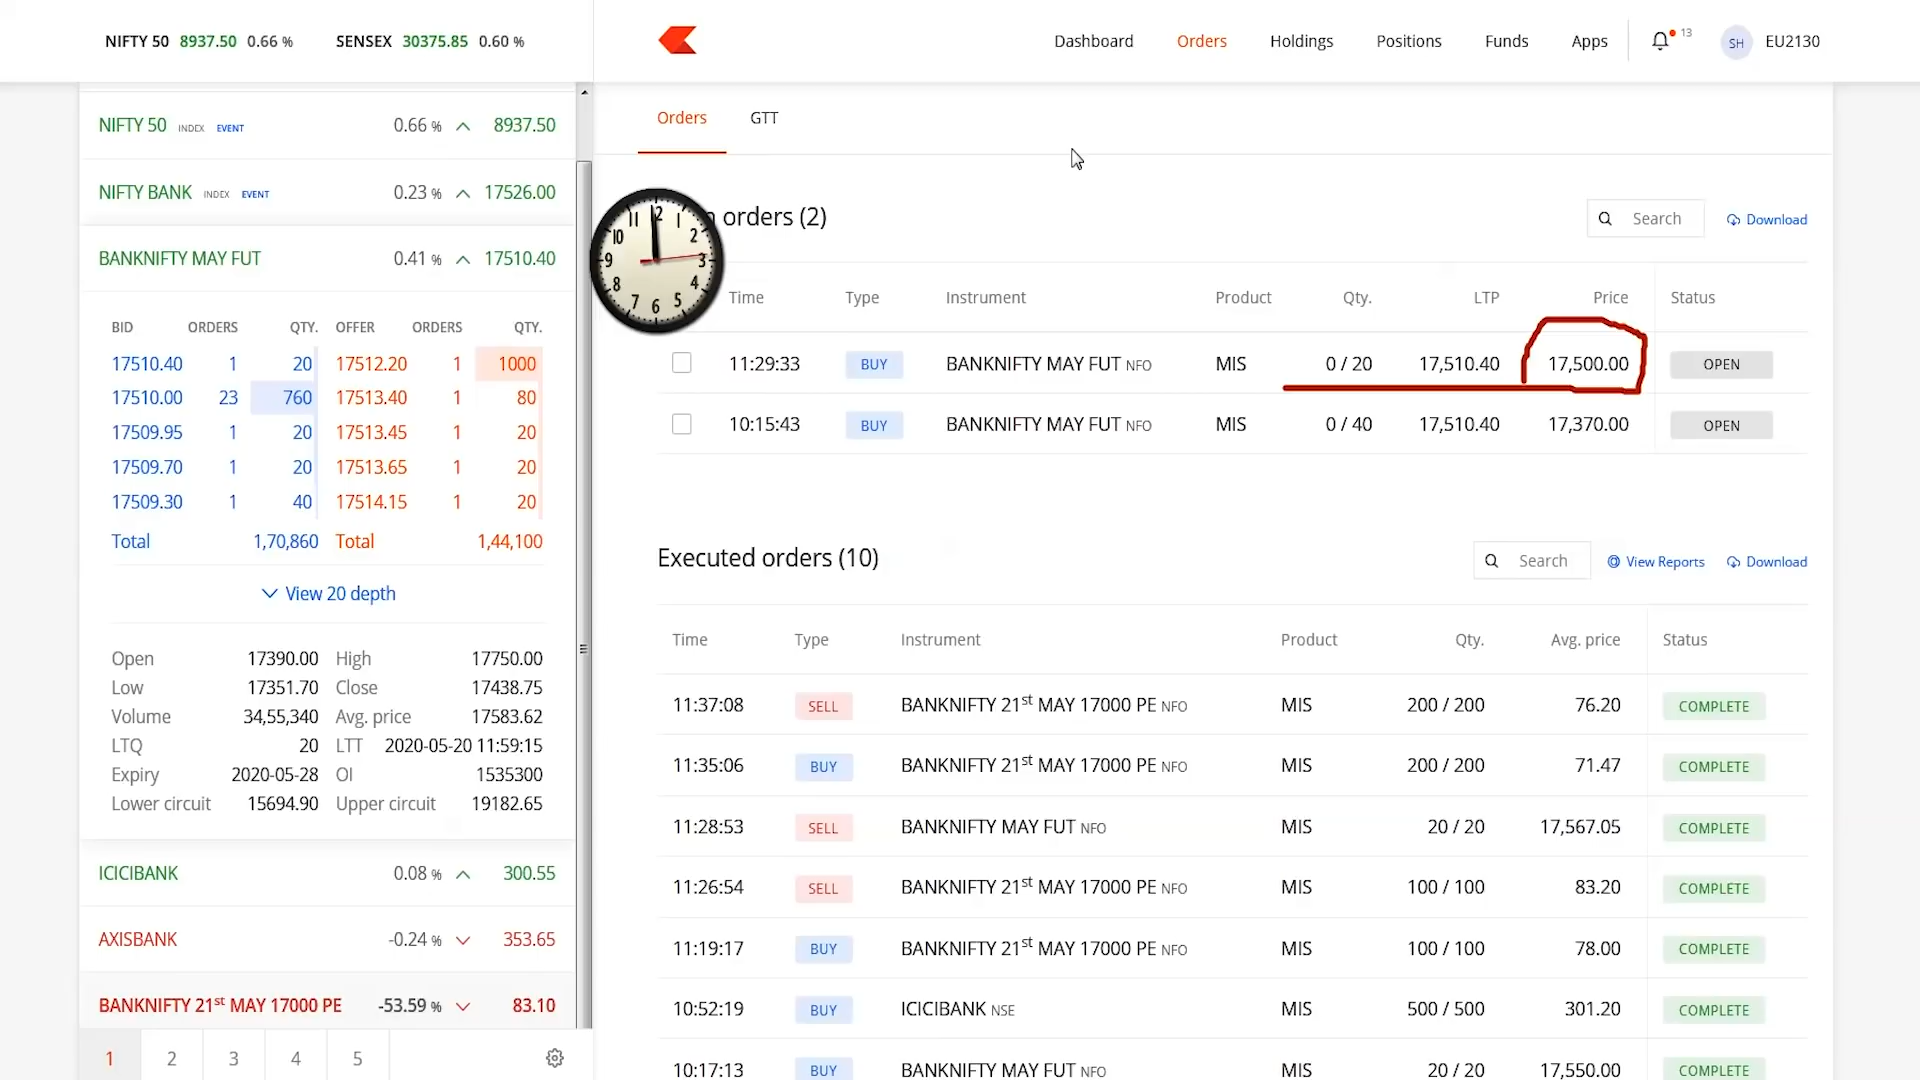 NIFTY 50 8937.50 0.66 % SENSEX 30375.85 0.60 %
Dashboard Orders Holdings Positions Funds Apps 13 SH EU2130
NIFTY 50 INDEX EVENT 0.66 % 8937.50
NIFTY BANK INDEX EVENT 0.23 % 17526.00
BANKNIFTY MAY FUT 0.41 % 17510.40
BID ORDERS QTY. OFFER ORDERS QTY.
17510.40 1 20 17512.20 1 1000
17510.00 23 760 17513.40 1 80
17509.95 1 20 17513.45 1 20
17509.70 1 20 17513.65 1 20
17509.30 1 40 17514.15 1 20
Total 1,70,860 Total 1,44,100
View 20 depth
Open 17390.00 High 17750.00
Low 17351.70 Close 17438.75
Volume 34,55,340 Avg. price 17583.62
LTQ 20 LTT 2020-05-20 11:59:15
Expiry 2020-05-28 OI 1535300
Lower circuit 15694.90 Upper circuit 19182.65
ICICIBANK 0.08 % 300.55
AXISBANK -0.24 % 353.65
BANKNIFTY 21st MAY 17000 PE -53.59 % 83.10
1 2 3 4 5
Orders GTT
orders (2) Search Download
12 1 2 3 4 5 6 7 8 9 10 11
Time Type Instrument Product Qty. LTP Price Status
11:29:33 BUY BANKNIFTY MAY FUT NFO MIS 0 / 20 17,510.40 17,500.00 OPEN
10:15:43 BUY BANKNIFTY MAY FUT NFO MIS 0 / 40 17,510.40 17,370.00 OPEN
Executed orders (10) Search View Reports Download
Time Type Instrument Product Qty. Avg. price Status
11:37:08 SELL BANKNIFTY 21st MAY 17000 PE NFO MIS 200 / 200 76.20 COMPLETE
11:35:06 BUY BANKNIFTY 21st MAY 17000 PE NFO MIS 200 / 200 71.47 COMPLETE
11:28:53 SELL BANKNIFTY MAY FUT NFO MIS 20 / 20 17,567.05 COMPLETE
11:26:54 SELL BANKNIFTY 21st MAY 17000 PE NFO MIS 100 / 100 83.20 COMPLETE
11:19:17 BUY BANKNIFTY 21st MAY 17000 PE NFO MIS 100 / 100 78.00 COMPLETE
10:52:19 BUY ICICIBANK NSE MIS 500 / 500 301.20 COMPLETE
10:17:13 BUY BANKNIFTY MAY FUT NFO MIS 20 / 20 17,550.00 COMPLETE